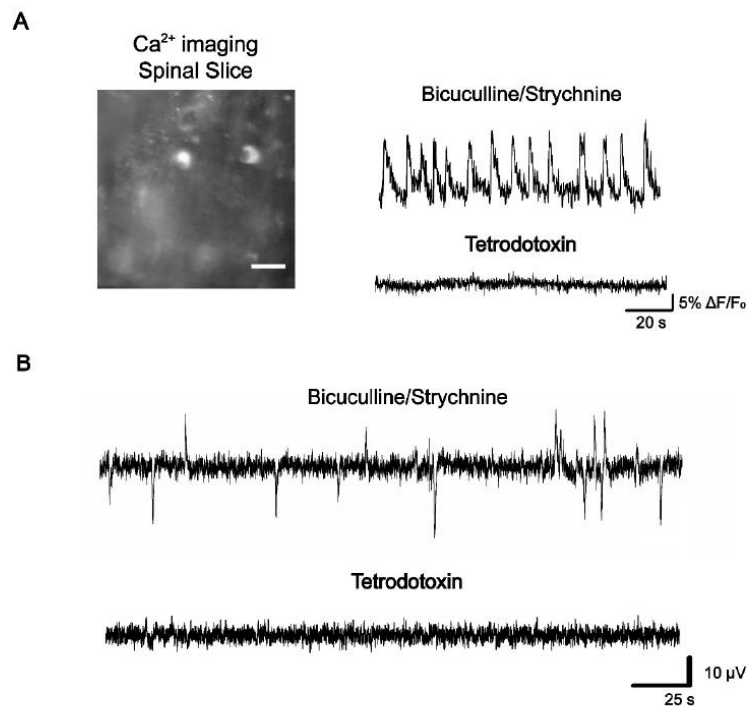 A
Ca²⁺ imaging
Spinal Slice
Bicuculline/Strychnine
Tetrodotoxin
5% ΔF/F₀
20 s
B
Bicuculline/Strychnine
Tetrodotoxin
10 µV
25 s